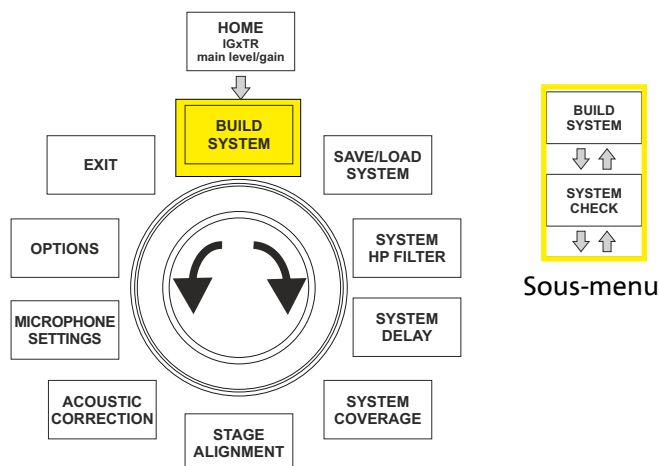 HOME
IGxTR
main level/gain
BUILD
SYSTEM
EXIT
SAVE/LOAD
SYSTEM
OPTIONS
SYSTEM
HP FILTER
MICROPHONE
SETTINGS
SYSTEM
DELAY
ACOUSTIC
CORRECTION
SYSTEM
COVERAGE
STAGE
ALIGNMENT
BUILD
SYSTEM
SYSTEM
CHECK
Sous-menu